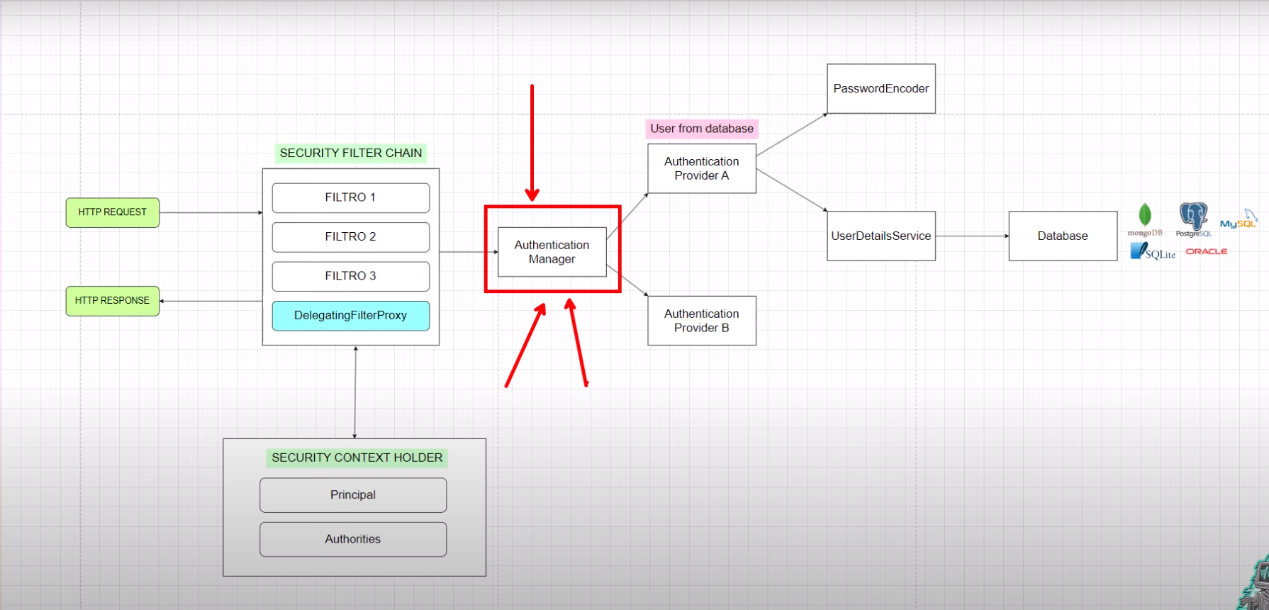 PasswordEncoder
User from database
SECURITY FILTER CHAIN
Authentication
Provider A
FILTRO 1
HTTP REQUEST
FILTRO 2
Authentication
Manager
UserDetailsService
Database
mongoDB
PostgreSQL
MySQL
SQLite
ORACLE
FILTRO 3
HTTP RESPONSE
DelegatingFilterProxy
Authentication
Provider B
SECURITY CONTEXT HOLDER
Principal
Authorities